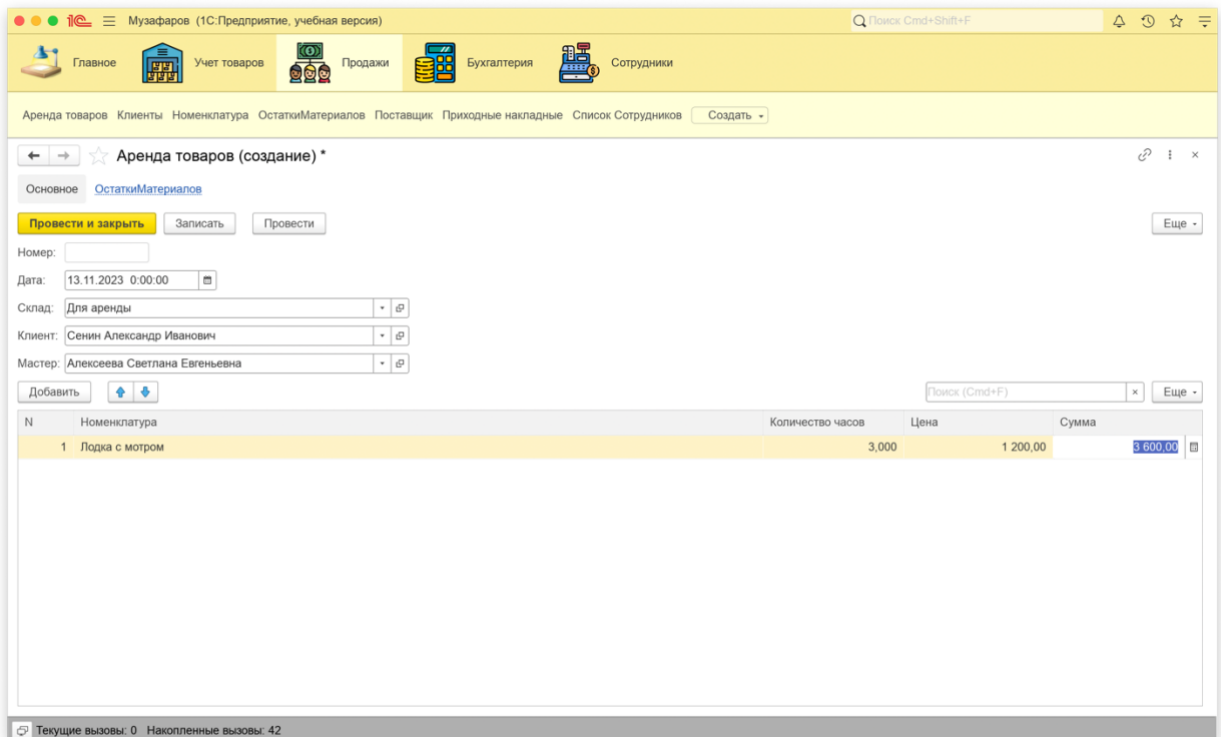 1С Музафаров (1С:Предприятие, учебная версия) Поиск Cmd+Shift+F
Главное Учет товаров Продажи Бухгалтерия Сотрудники
Аренда товаров Клиенты Номенклатура ОстаткиМатериалов Поставщик Приходные накладные Список Сотрудников Создать
Аренда товаров (создание) *
Основное ОстаткиМатериалов
Провести и закрыть Записать Провести Еще
Номер:
Дата: 13.11.2023 0:00:00
Склад: Для аренды
Клиент: Сенин Александр Иванович
Мастер: Алексеева Светлана Евгеньевна
Добавить Поиск (Cmd+F) × Еще
N Номенклатура Количество часов Цена Сумма
1 Лодка с мотром 3,000 1 200,00 3 600,00
Текущие вызовы: 0 Накопленные вызовы: 42